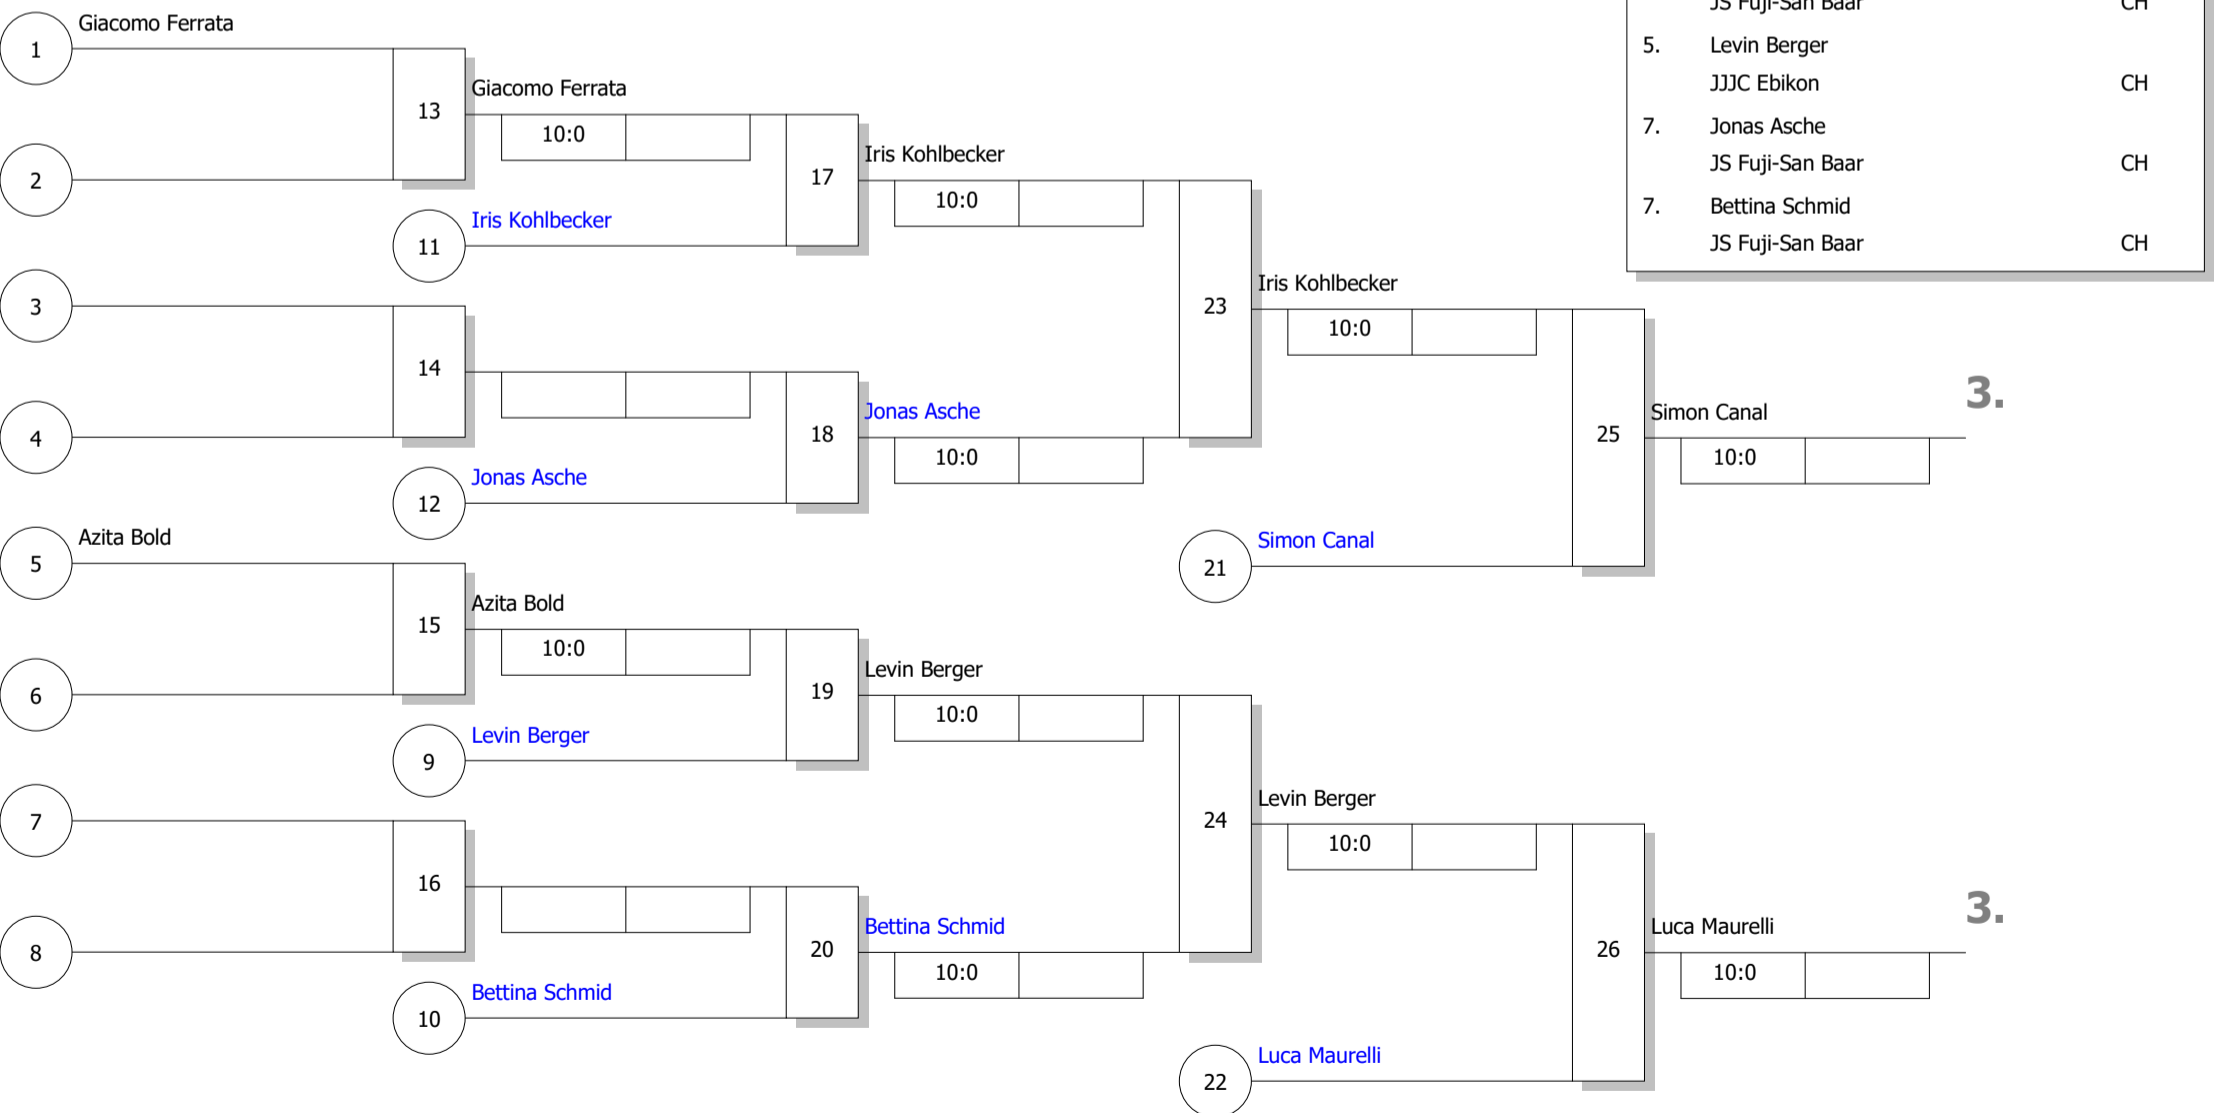 JS Fuji-San Baar CH
5. Levin Berger
JJJC Ebikon CH
7. Jonas Asche
JS Fuji-San Baar CH
7. Bettina Schmid
JS Fuji-San Baar CH
1 Giacomo Ferrata
13 Giacomo Ferrata
10:0
2
17 Iris Kohlbecker
10:0
11 Iris Kohlbecker
3
23 Iris Kohlbecker
10:0
14
4
18 Jonas Asche
10:0
12 Jonas Asche
25 Simon Canal
10:0
3.
21 Simon Canal
5 Azita Bold
15 Azita Bold
10:0
6
19 Levin Berger
10:0
9 Levin Berger
7
24 Levin Berger
10:0
16
8
20 Bettina Schmid
10:0
10 Bettina Schmid
26 Luca Maurelli
10:0
3.
22 Luca Maurelli